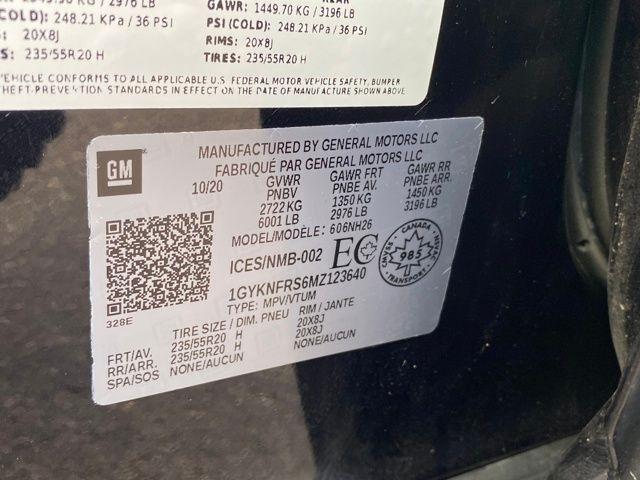 2976 LB
GAWR: 1449.70 KG / 3196 LB
(COLD): 248.21 KPa / 36 PSI
PSI (COLD): 248.21 KPa / 36 PSI
20X8J
RIMS: 20X8J
235/55R20 H
TIRES: 235/55R20 H
VEHICLE CONFORMS TO ALL APPLICABLE U.S. FEDERAL MOTOR VEHICLE SAFETY, BUMPER
THEFT-PREVENTION STANDARDS IN EFFECT ON THE DATE OF MANUFACTURE SHOWN ABOVE
GM
MANUFACTURED BY GENERAL MOTORS LLC
FABRIQUÉ PAR GENERAL MOTORS LLC
10/20 GVWR GAWR FRT GAWR RR
PNBV PNBE AV. PNBE ARR.
2722 KG 1350 KG 1450 KG
6001 LB 2976 LB 3196 LB
MODEL/MODÈLE: 606NH26
ICES/NMB-002 EC
CANADA
985
CMVSS
NSVAC
1GYKNFRS6MZ123640
TYPE: MPV/VTUM
328E
TIRE SIZE / DIM. PNEU RIM / JANTE
FRT/AV. 235/55R20 H 20X8J
RR/ARR. 235/55R20 H 20X8J
SPA/SOS NONE/AUCUN NONE/AUCUN